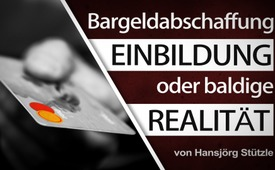 Bargeldabschaffung
EINBILDUNG
oder baldige
REALITÄT
von Hansjörg Stützle